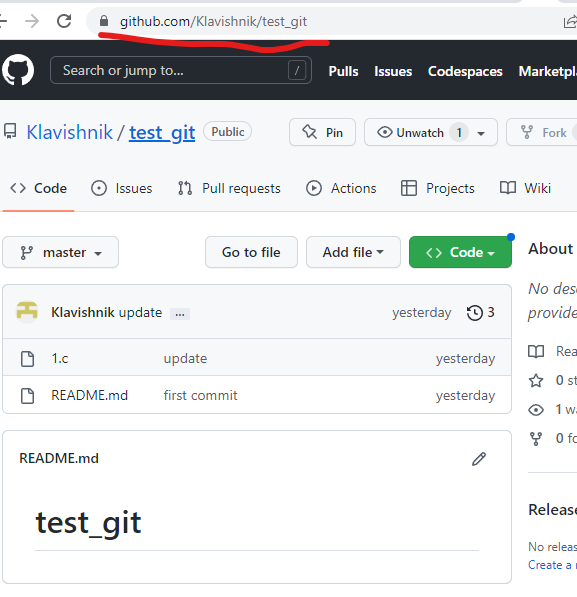 github.com/Klavishnik/test_git
Search or jump to... /
Pulls Issues Codespaces Marketpl
Klavishnik / test_git Public Pin Unwatch 1 Fork
Code Issues Pull requests Actions Projects Wiki
master Go to file Add file Code
About
No des
provide
Klavishnik update ... yesterday 3
1.c update yesterday
README.md first commit yesterday
Rea
0 st
1 wa
0 fo
README.md
test_git
Release
No releas
Create a r